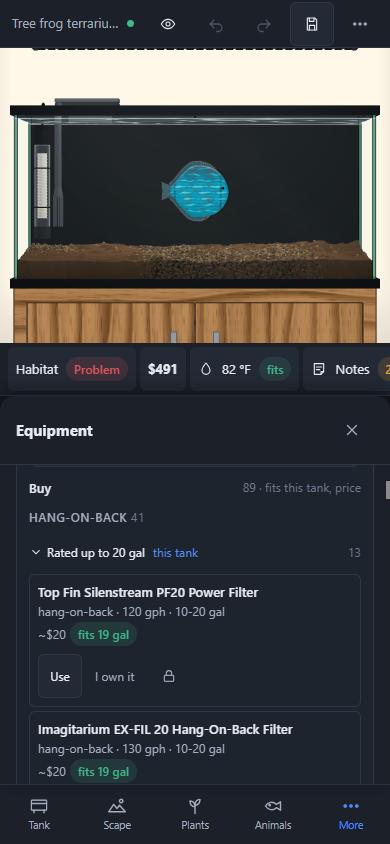 Tree frog terrariu...
Habitat Problem $491 82 °F fits Notes
Equipment
Buy 89 · fits this tank, price
HANG-ON-BACK 41
Rated up to 20 gal this tank 13
Top Fin Silenstream PF20 Power Filter
hang-on-back · 120 gph · 10-20 gal
~$20 fits 19 gal
Use I own it
Imagitarium EX-FIL 20 Hang-On-Back Filter
hang-on-back · 130 gph · 10-20 gal
~$20 fits 19 gal
Tank Scape Plants Animals More